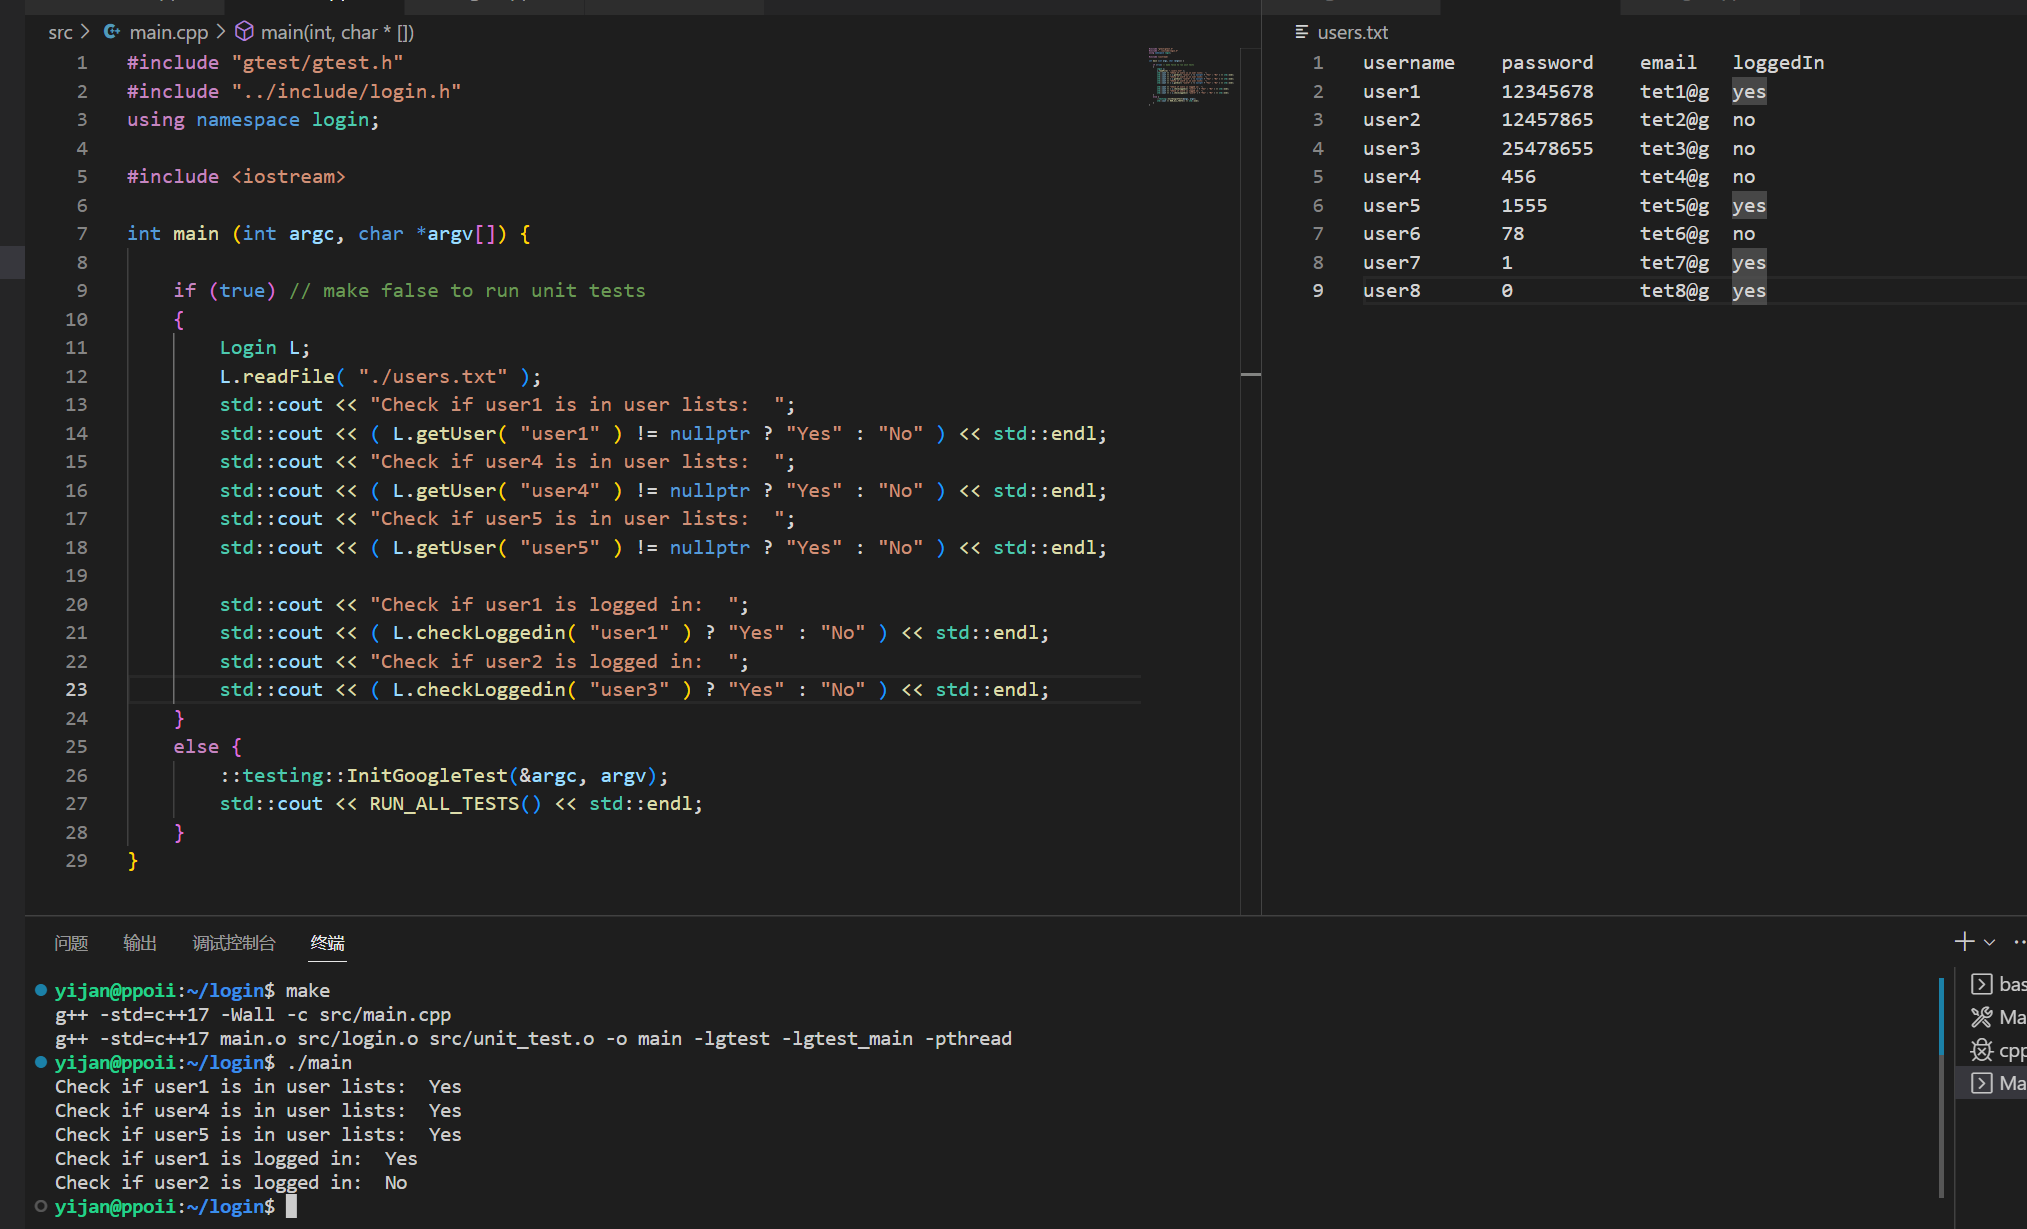 src > main.cpp > main(int, char * [])
1 #include "gtest/gtest.h"
2 #include "../include/login.h"
3 using namespace login;
4
5 #include <iostream>
6
7 int main (int argc, char *argv[]) {
8
9 if (true) // make false to run unit tests
10 {
11 Login L;
12 L.readFile( "./users.txt" );
13 std::cout << "Check if user1 is in user lists:  ";
14 std::cout << ( L.getUser( "user1" ) != nullptr ? "Yes" : "No" ) << std::endl;
15 std::cout << "Check if user4 is in user lists:  ";
16 std::cout << ( L.getUser( "user4" ) != nullptr ? "Yes" : "No" ) << std::endl;
17 std::cout << "Check if user5 is in user lists:  ";
18 std::cout << ( L.getUser( "user5" ) != nullptr ? "Yes" : "No" ) << std::endl;
19
20 std::cout << "Check if user1 is logged in:  ";
21 std::cout << ( L.checkLoggedin( "user1" ) ? "Yes" : "No" ) << std::endl;
22 std::cout << "Check if user2 is logged in:  ";
23 std::cout << ( L.checkLoggedin( "user3" ) ? "Yes" : "No" ) << std::endl;
24 }
25 else {
26 ::testing::InitGoogleTest(&argc, argv);
27 std::cout << RUN_ALL_TESTS() << std::endl;
28 }
29 }
users.txt
1 username password email loggedIn
2 user1 12345678 tet1@g yes
3 user2 12457865 tet2@g no
4 user3 25478655 tet3@g no
5 user4 456 tet4@g no
6 user5 1555 tet5@g yes
7 user6 78 tet6@g no
8 user7 1 tet7@g yes
9 user8 0 tet8@g yes
问题 输出 调试控制台 终端
yijan@ppoii:~/login$ make
g++ -std=c++17 -Wall -c src/main.cpp
g++ -std=c++17 main.o src/login.o src/unit_test.o -o main -lgtest -lgtest_main -pthread
yijan@ppoii:~/login$ ./main
Check if user1 is in user lists:  Yes
Check if user4 is in user lists:  Yes
Check if user5 is in user lists:  Yes
Check if user1 is logged in:  Yes
Check if user2 is logged in:  No
yijan@ppoii:~/login$
bas
Ma
cpp
Ma